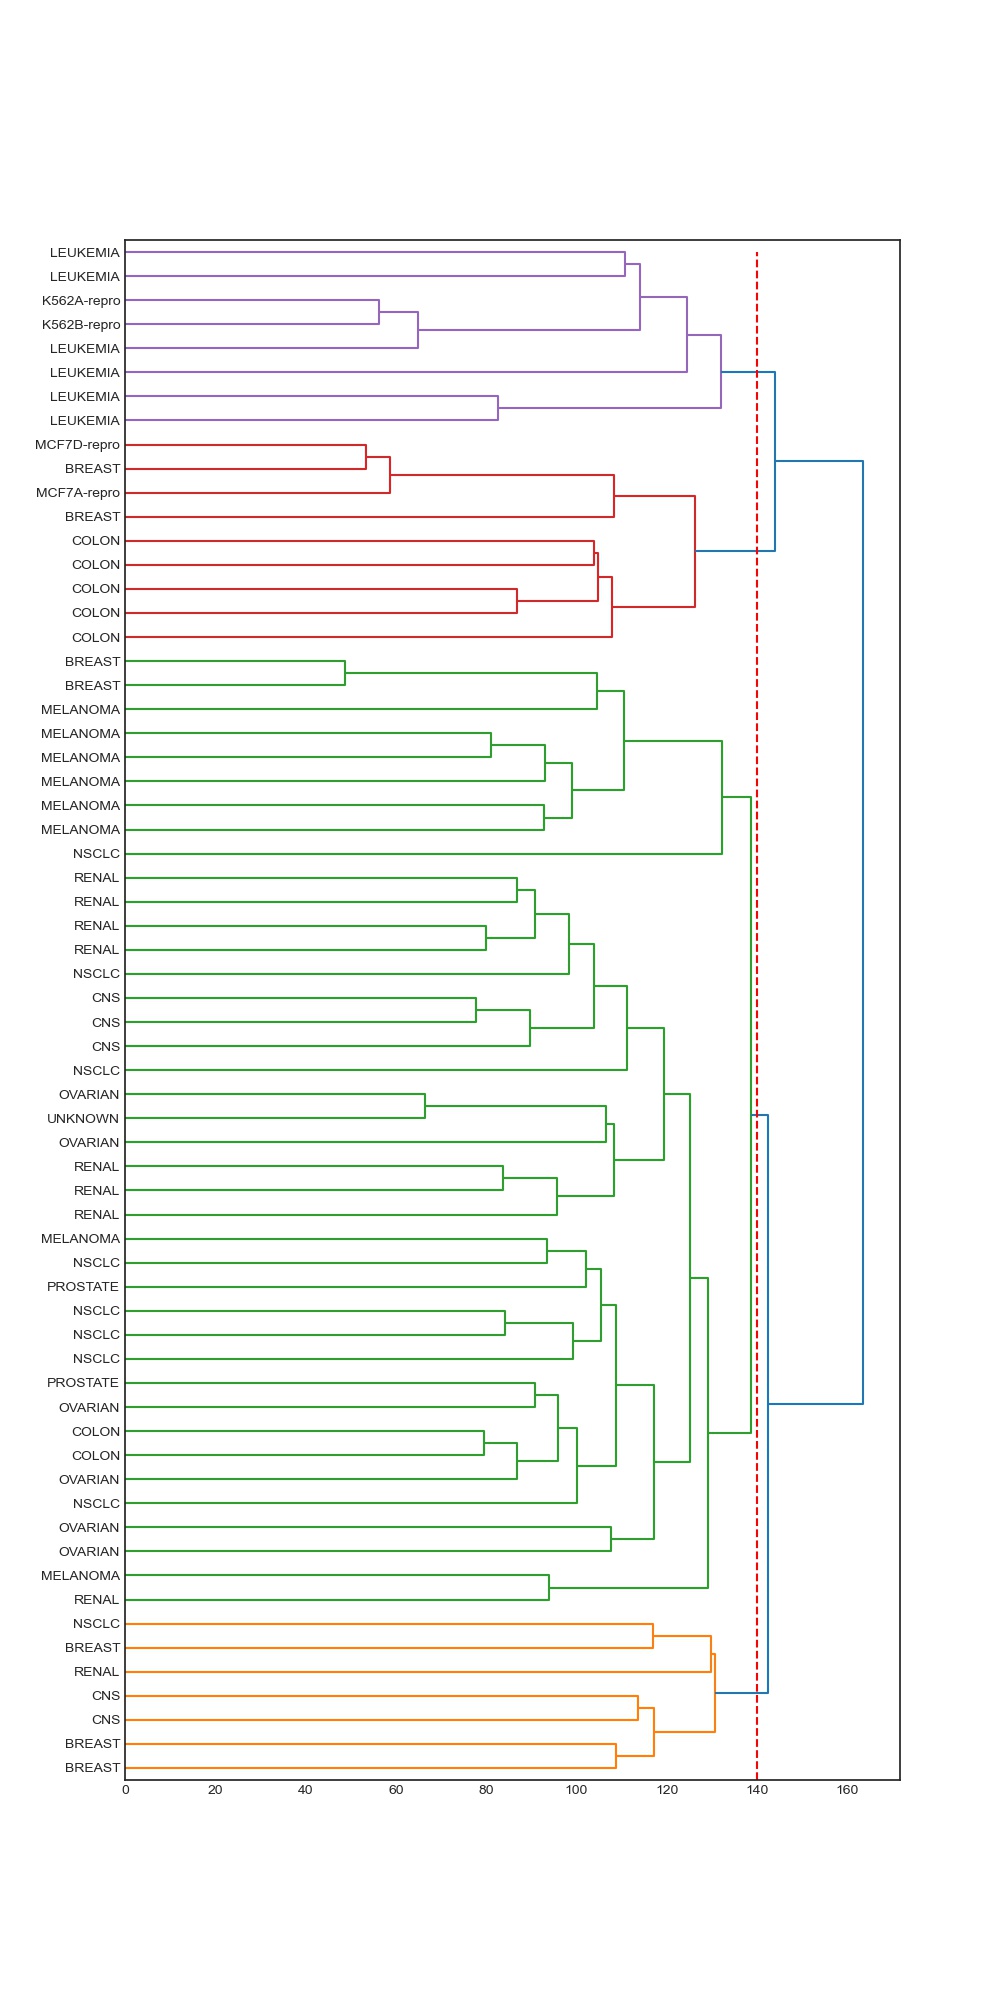 LEUKEMIA
LEUKEMIA
K562A-repro
K562B-repro
LEUKEMIA
LEUKEMIA
LEUKEMIA
LEUKEMIA
MCF7D-repro
BREAST
MCF7A-repro
BREAST
COLON
COLON
COLON
COLON
COLON
BREAST
BREAST
MELANOMA
MELANOMA
MELANOMA
MELANOMA
MELANOMA
MELANOMA
NSCLC
RENAL
RENAL
RENAL
RENAL
NSCLC
CNS
CNS
CNS
NSCLC
OVARIAN
UNKNOWN
OVARIAN
RENAL
RENAL
RENAL
MELANOMA
NSCLC
PROSTATE
NSCLC
NSCLC
NSCLC
PROSTATE
OVARIAN
COLON
COLON
OVARIAN
NSCLC
OVARIAN
OVARIAN
MELANOMA
RENAL
NSCLC
BREAST
RENAL
CNS
CNS
BREAST
BREAST
0 20 40 60 80 100 120 140 160